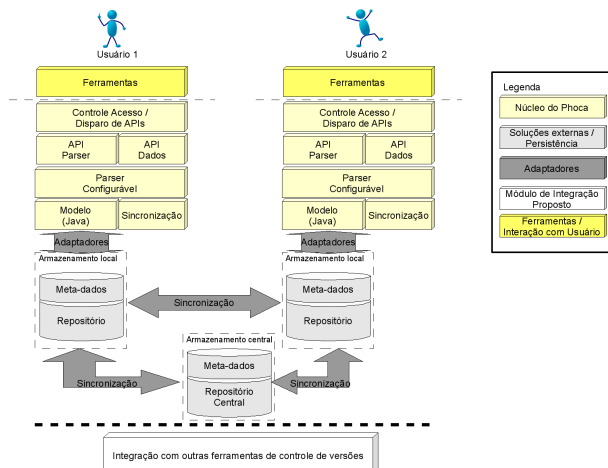 Usuário 1
Usuário 2
Ferramentas
Ferramentas
Controle Acesso /
Disparo de APIs
Controle Acesso /
Disparo de APIs
API
Parser
API
Dados
API
Parser
API
Dados
Parser
Configurável
Parser
Configurável
Modelo
(Java)
Sincronização
Modelo
(Java)
Sincronização
Adaptadores
Adaptadores
Armazenamento local
Armazenamento local
Meta-dados
Repositório
Sincronização
Meta-dados
Repositório
Armazenamento central
Meta-dados
Repositório
Central
Sincronização
Sincronização
Integração com outras ferramentas de controle de versões
Legenda
Núcleo do Phoca
Soluções externas /
Persistência
Adaptadores
Módulo de Integração
Proposto
Ferramentas /
Interação com Usuário